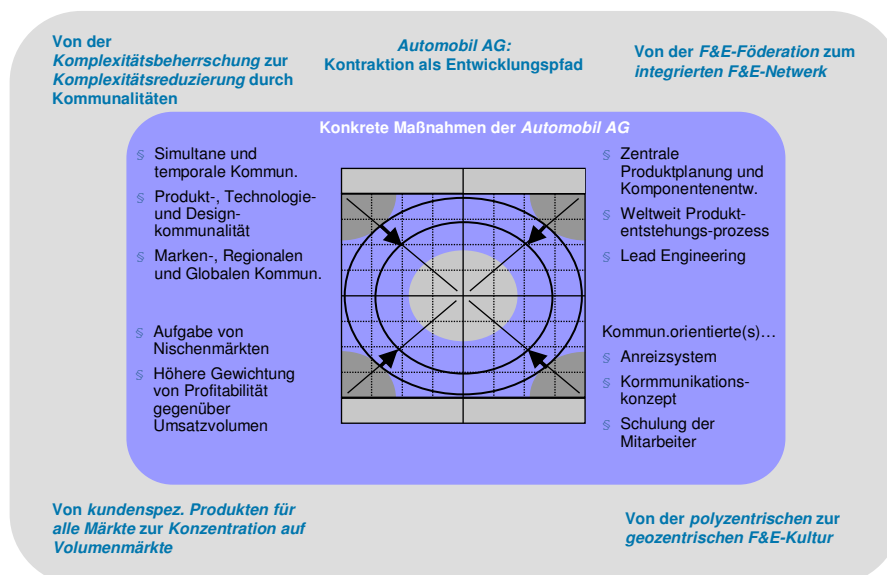 Von der
Komplexitätsbeherrschung zur
Komplexitätsreduzierung durch
Kommunalitäten
Automobil AG:
Kontraktion als Entwicklungspfad
Von der F&E-Föderation zum
integrierten F&E-Netwerk
Konkrete Maßnahmen der Automobil AG
§ Simultane und
temporale Kommun.
§ Produkt-, Technologie-
und Design-
kommunalität
§ Marken-, Regionalen
und Globalen Kommun.
§ Aufgabe von
Nischenmärkten
§ Höhere Gewichtung
von Profitabilität
gegenüber
Umsatzvolumen
§ Zentrale
Produktplanung und
Komponentenentw.
§ Weltweit Produkt-
entstehungs-prozess
§ Lead Engineering
Kommun.orientierte(s)…
§ Anreizsystem
§ Kormmunikations-
konzept
§ Schulung der
Mitarbeiter
Von kundenspez. Produkten für
alle Märkte zur Konzentration auf
Volumenmärkte
Von der polyzentrischen zur
geozentrischen F&E-Kultur